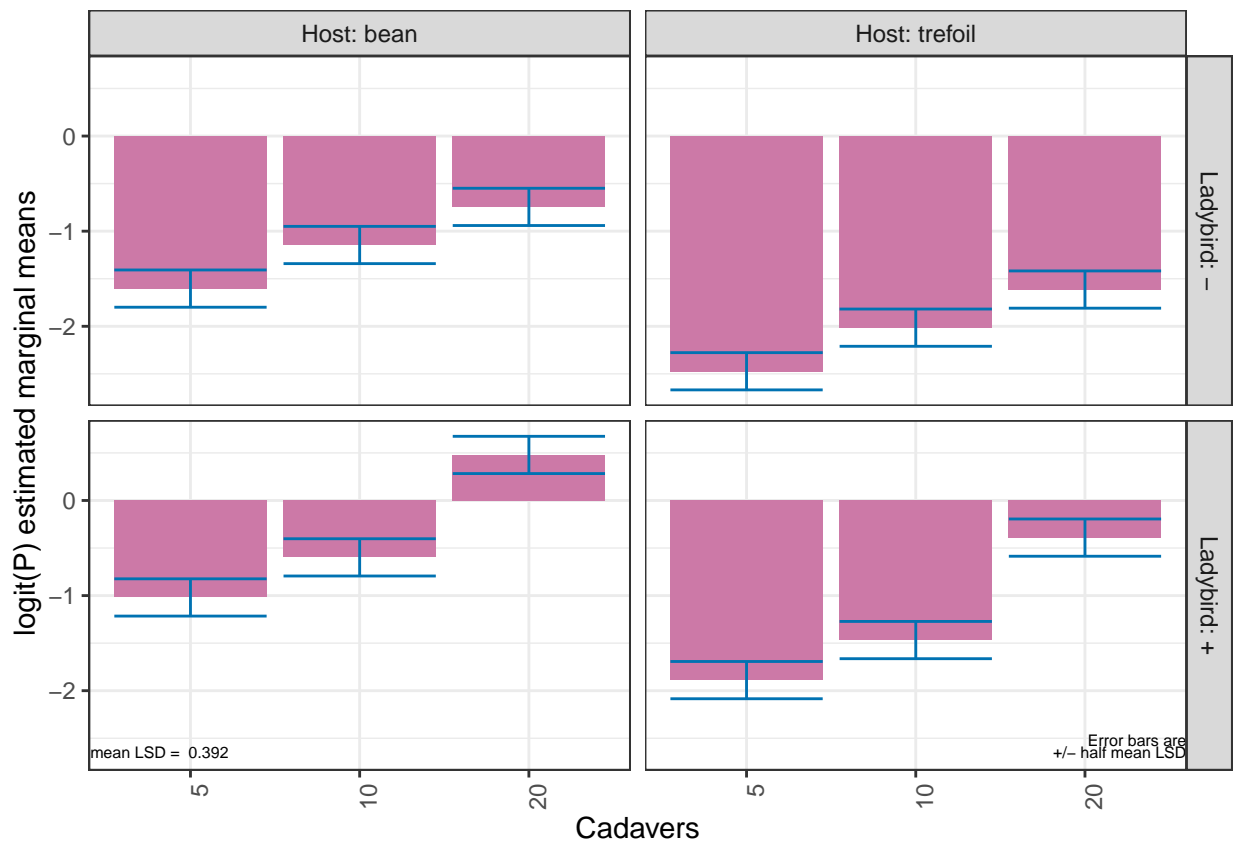 Host: bean
Host: trefoil
logit(P) estimated marginal means
0
−1
−2
Ladybird: −
0
−1
−2
Ladybird: +
mean LSD = 0.392
Error bars are
+/− half mean LSD
5
10
20
5
10
20
Cadavers